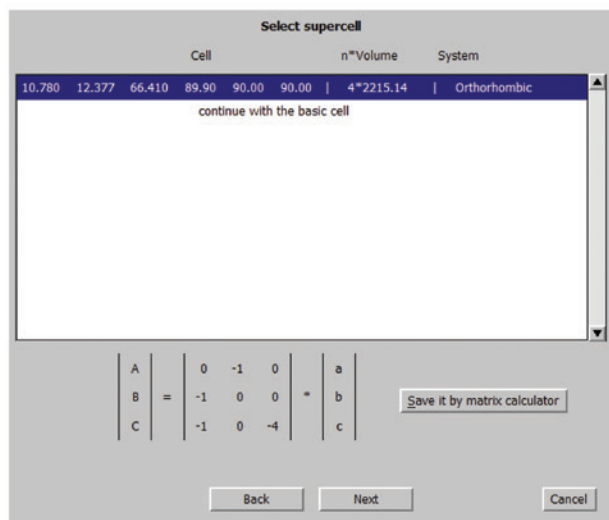 Select supercell
Cell n*Volume System
10.780 12.377 66.410 89.90 90.00 90.00 | 4*2215.14 | Orthorhombic
continue with the basic cell
A 0 -1 0 a
B = -1 0 0 * b
C -1 0 -4 c
Save it by matrix calculator
Back Next Cancel